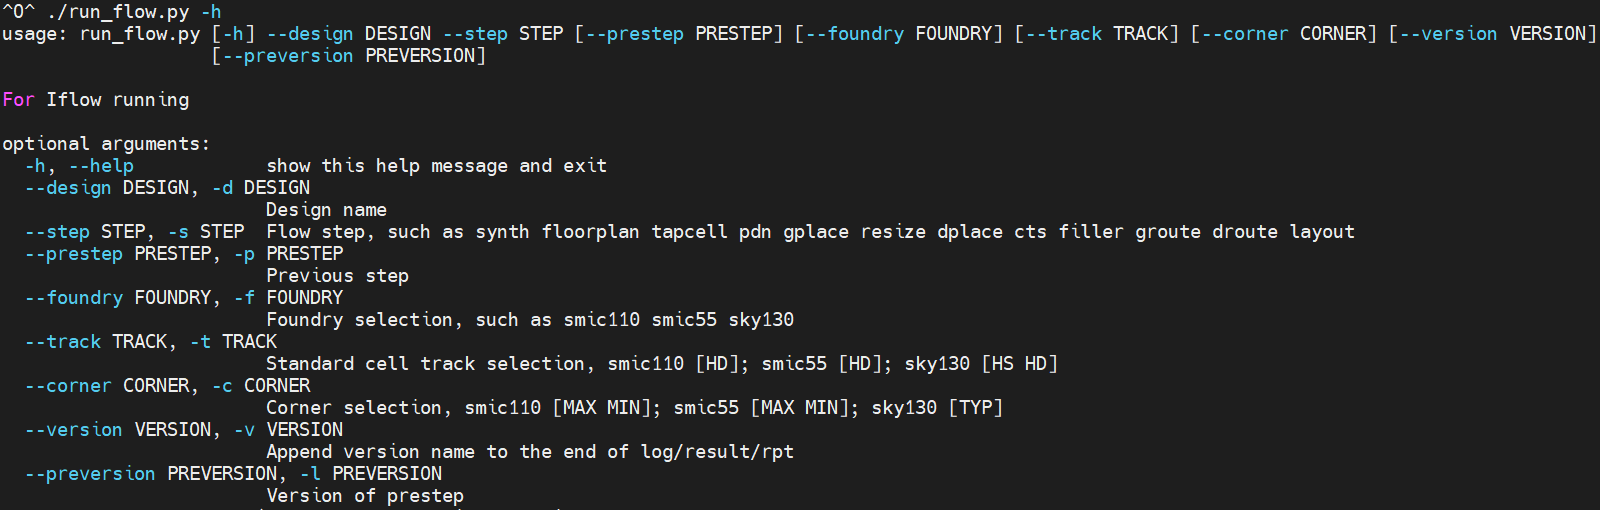 ^O^ ./run_flow.py -h
usage: run_flow.py [-h] --design DESIGN --step STEP [--prestep PRESTEP] [--foundry FOUNDRY] [--track TRACK] [--corner CORNER] [--version VERSION]
[--preversion PREVERSION]
For Iflow running
optional arguments:
-h, --help show this help message and exit
--design DESIGN, -d DESIGN
Design name
--step STEP, -s STEP Flow step, such as synth floorplan tapcell pdn gplace resize dplace cts filler groute droute layout
--prestep PRESTEP, -p PRESTEP
Previous step
--foundry FOUNDRY, -f FOUNDRY
Foundry selection, such as smic110 smic55 sky130
--track TRACK, -t TRACK
Standard cell track selection, smic110 [HD]; smic55 [HD]; sky130 [HS HD]
--corner CORNER, -c CORNER
Corner selection, smic110 [MAX MIN]; smic55 [MAX MIN]; sky130 [TYP]
--version VERSION, -v VERSION
Append version name to the end of log/result/rpt
--preversion PREVERSION, -l PREVERSION
Version of prestep